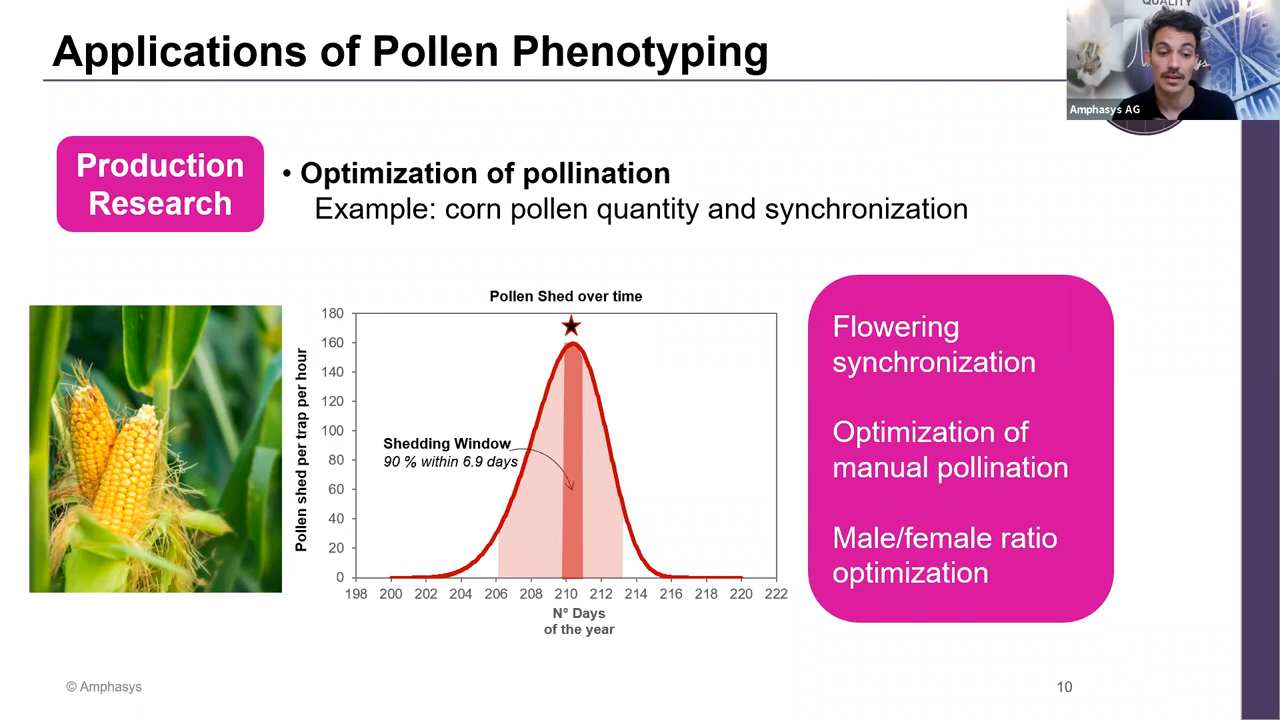 Applications of Pollen Phenotyping
QUALITY
Amphasys AG
Production
Research
• Optimization of pollination
Example: corn pollen quantity and synchronization
Pollen Shed over time
180
160
140
120
100
80
60
40
20
0
Pollen shed per trap per hour
Shedding Window
90 % within 6.9 days
198 200 202 204 206 208 210 212 214 216 218 220 222
N° Days
of the year
Flowering
synchronization
Optimization of
manual pollination
Male/female ratio
optimization
© Amphasys
10